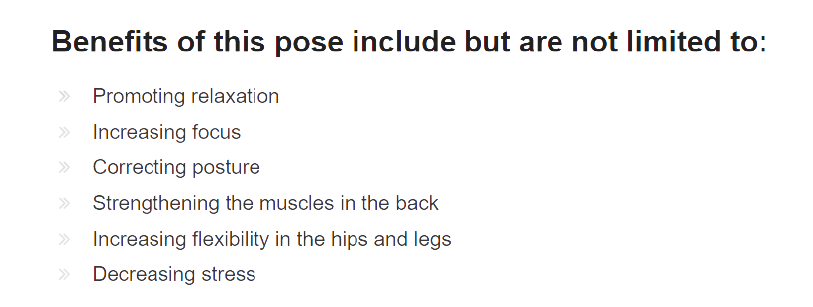 Benefits of this pose include but are not limited to:
» Promoting relaxation
» Increasing focus
» Correcting posture
» Strengthening the muscles in the back
» Increasing flexibility in the hips and legs
» Decreasing stress